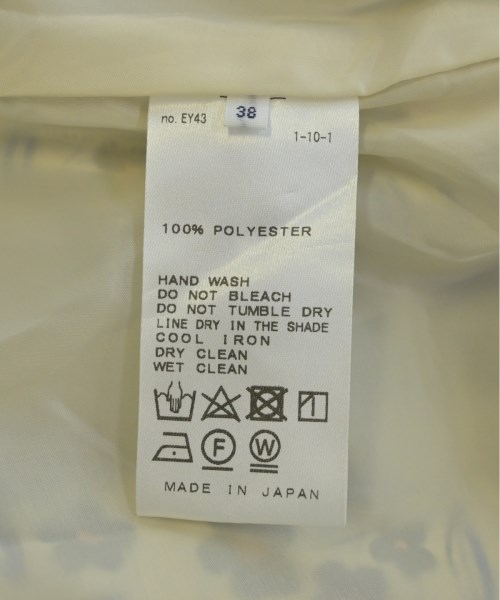 no. EY43
38
1-10-1
100% POLYESTER
HAND WASH
DO NOT BLEACH
DO NOT TUMBLE DRY
LINE DRY IN THE SHADE
COOL IRON
DRY CLEAN
WET CLEAN
F W
MADE IN JAPAN